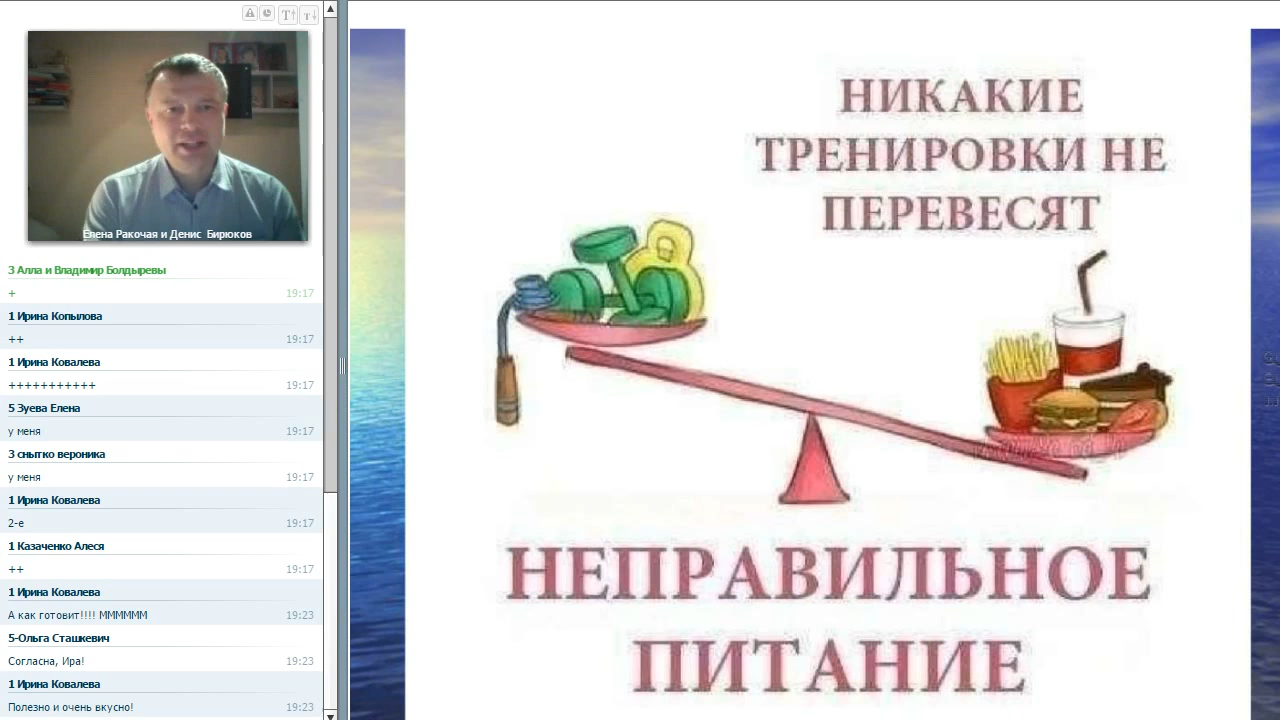 Елена Ракочая и Денис Бирюков
3 Алла и Владимир Болдыревы
+ 19:17
1 Ирина Копылова
++ 19:17
1 Ирина Ковалева
+++++++++++ 19:17
5 Зуева Елена
у меня 19:17
3 снытко вероника
у меня 19:17
1 Ирина Ковалева
2-е 19:17
1 Казаченко Алеся
++ 19:17
1 Ирина Ковалева
А как готовит!!!! МММММММ 19:23
5-Ольга Сташкевич
Согласна, Ира! 19:23
1 Ирина Ковалева
Полезно и очень вкусно! 19:23
НИКАКИЕ
ТРЕНИРОВКИ НЕ
ПЕРЕВЕСЯТ
НЕПРАВИЛЬНОЕ
ПИТАНИЕ